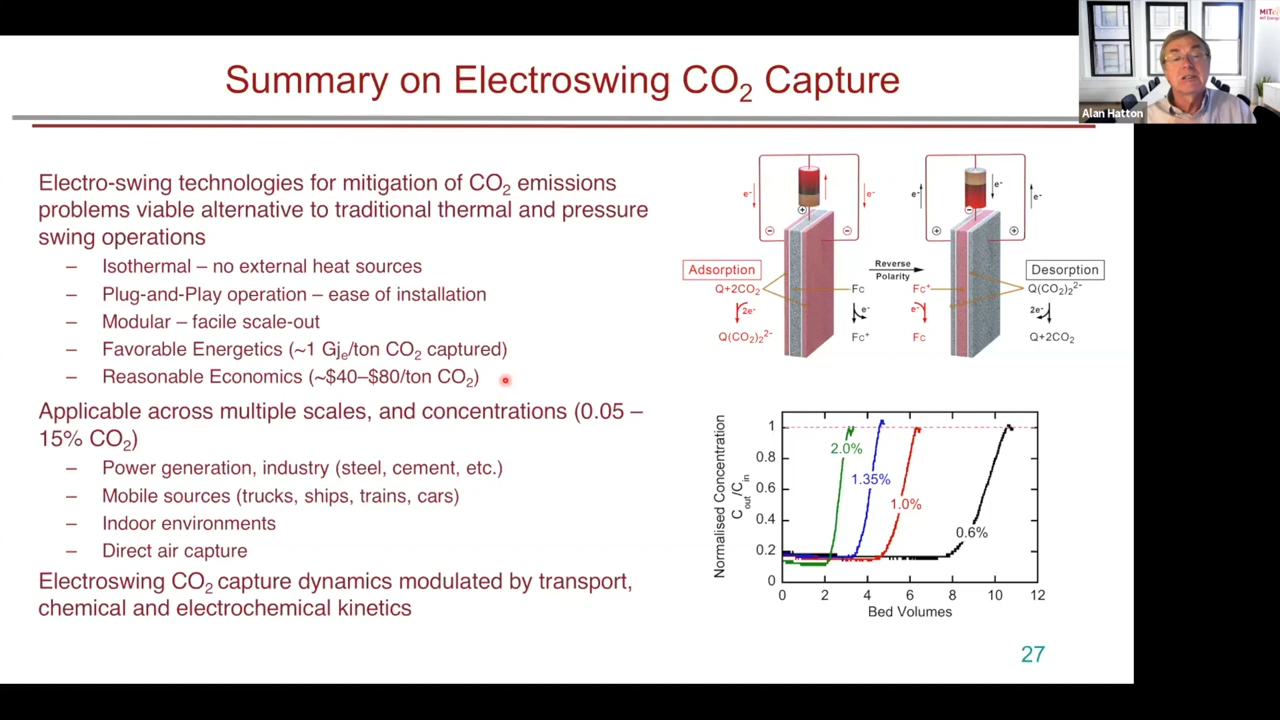 Summary on Electroswing CO₂ Capture
MIT
Alan Hatton
Electro-swing technologies for mitigation of CO₂ emissions
problems viable alternative to traditional thermal and pressure
swing operations
– Isothermal – no external heat sources
– Plug-and-Play operation – ease of installation
– Modular – facile scale-out
– Favorable Energetics (~1 Gjₑ/ton CO₂ captured)
– Reasonable Economics (~$40–$80/ton CO₂)
Applicable across multiple scales, and concentrations (0.05 –
15% CO₂)
– Power generation, industry (steel, cement, etc.)
– Mobile sources (trucks, ships, trains, cars)
– Indoor environments
– Direct air capture
Electroswing CO₂ capture dynamics modulated by transport,
chemical and electrochemical kinetics
e⁻ + e⁻
– –
e⁻ – e⁻ e⁻
+ +
Adsorption
Reverse
Polarity
Desorption
Q+2CO₂ Fc Fc⁺ Q(CO₂)₂²⁻
2e⁻ e⁻ e⁻ 2e⁻
Q(CO₂)₂²⁻ Fc⁺ Fc Q+2CO₂
Normalised Concentration
C_out/C_in
1
0.8
0.6
0.4
0.2
0
2.0%
1.35%
1.0%
0.6%
0 2 4 6 8 10 12
Bed Volumes
27